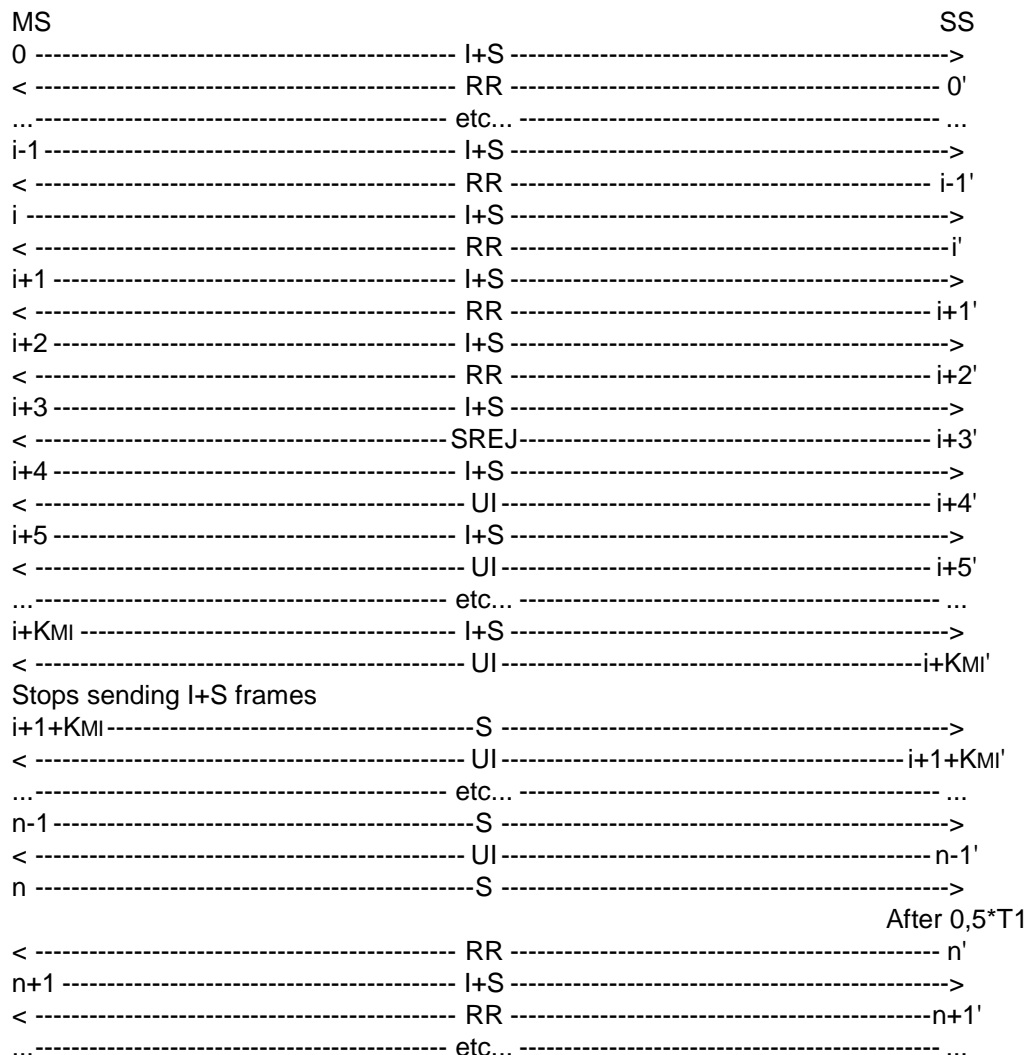 MS SS
0 ---------------------------------------------- I+S ------------------------------------------------>
< ---------------------------------------------- RR ----------------------------------------------- 0'
...--------------------------------------------- etc... ---------------------------------------------- ...
i-1 --------------------------------------------- I+S ------------------------------------------------>
< ---------------------------------------------- RR ---------------------------------------------- i-1'
i ----------------------------------------------- I+S ------------------------------------------------>
< ---------------------------------------------- RR ------------------------------------------------i'
i+1 -------------------------------------------- I+S ------------------------------------------------>
< ---------------------------------------------- RR ---------------------------------------------- i+1'
i+2 -------------------------------------------- I+S ------------------------------------------------>
< ---------------------------------------------- RR ---------------------------------------------- i+2'
i+3 -------------------------------------------- I+S ------------------------------------------------>
< ---------------------------------------------SREJ--------------------------------------------- i+3'
i+4 -------------------------------------------- I+S ------------------------------------------------>
< ----------------------------------------------- UI ----------------------------------------------- i+4'
i+5 -------------------------------------------- I+S ------------------------------------------------>
< ----------------------------------------------- UI ----------------------------------------------- i+5'
...--------------------------------------------- etc... ---------------------------------------------- ...
i+KMI ----------------------------------------- I+S ------------------------------------------------>
< ----------------------------------------------- UI ----------------------------------------------i+KMI'
Stops sending I+S frames
i+1+KMI----------------------------------------S ------------------------------------------------->
< ----------------------------------------------- UI -------------------------------------------- i+1+KMI'
...--------------------------------------------- etc... ---------------------------------------------- ...
n-1----------------------------------------------S ------------------------------------------------->
< ----------------------------------------------- UI ----------------------------------------------- n-1'
n ------------------------------------------------S ------------------------------------------------->
After 0,5*T1
< ---------------------------------------------- RR ----------------------------------------------- n'
n+1 ------------------------------------------- I+S ------------------------------------------------>
< ---------------------------------------------- RR ----------------------------------------------n+1'
...--------------------------------------------- etc... ---------------------------------------------- ...